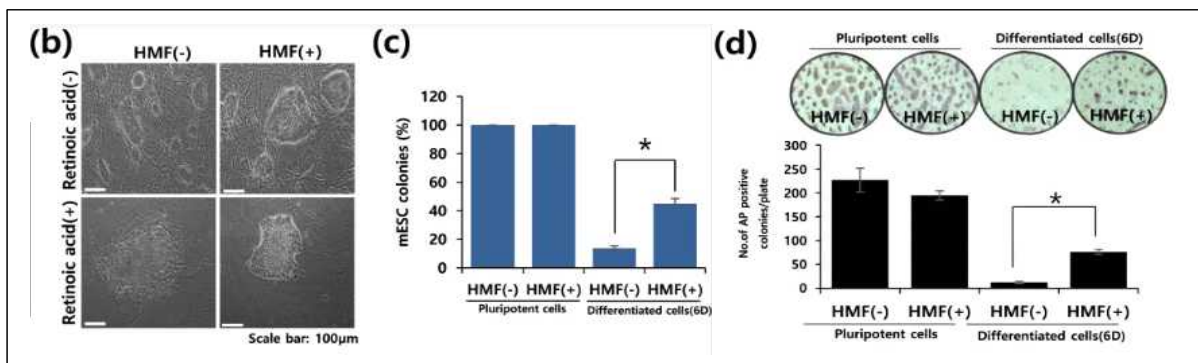 (b)
HMF(-) HMF(+)
Retinoic acid(-)
Retinoic acid(+)
Scale bar: 100µm
(c)
mESC colonies (%)
120
100
80
60
40
20
0
*
HMF(-) HMF(+) HMF(-) HMF(+)
Pluripotent cells Differentiated cells(6D)
(d)
Pluripotent cells Differentiated cells(6D)
HMF(-) HMF(+) HMF(-) HMF(+)
No.of AP positive
colonies/plate
300
250
200
150
100
50
0
*
HMF(-) HMF(+) HMF(-) HMF(+)
Pluripotent cells Differentiated cells(6D)